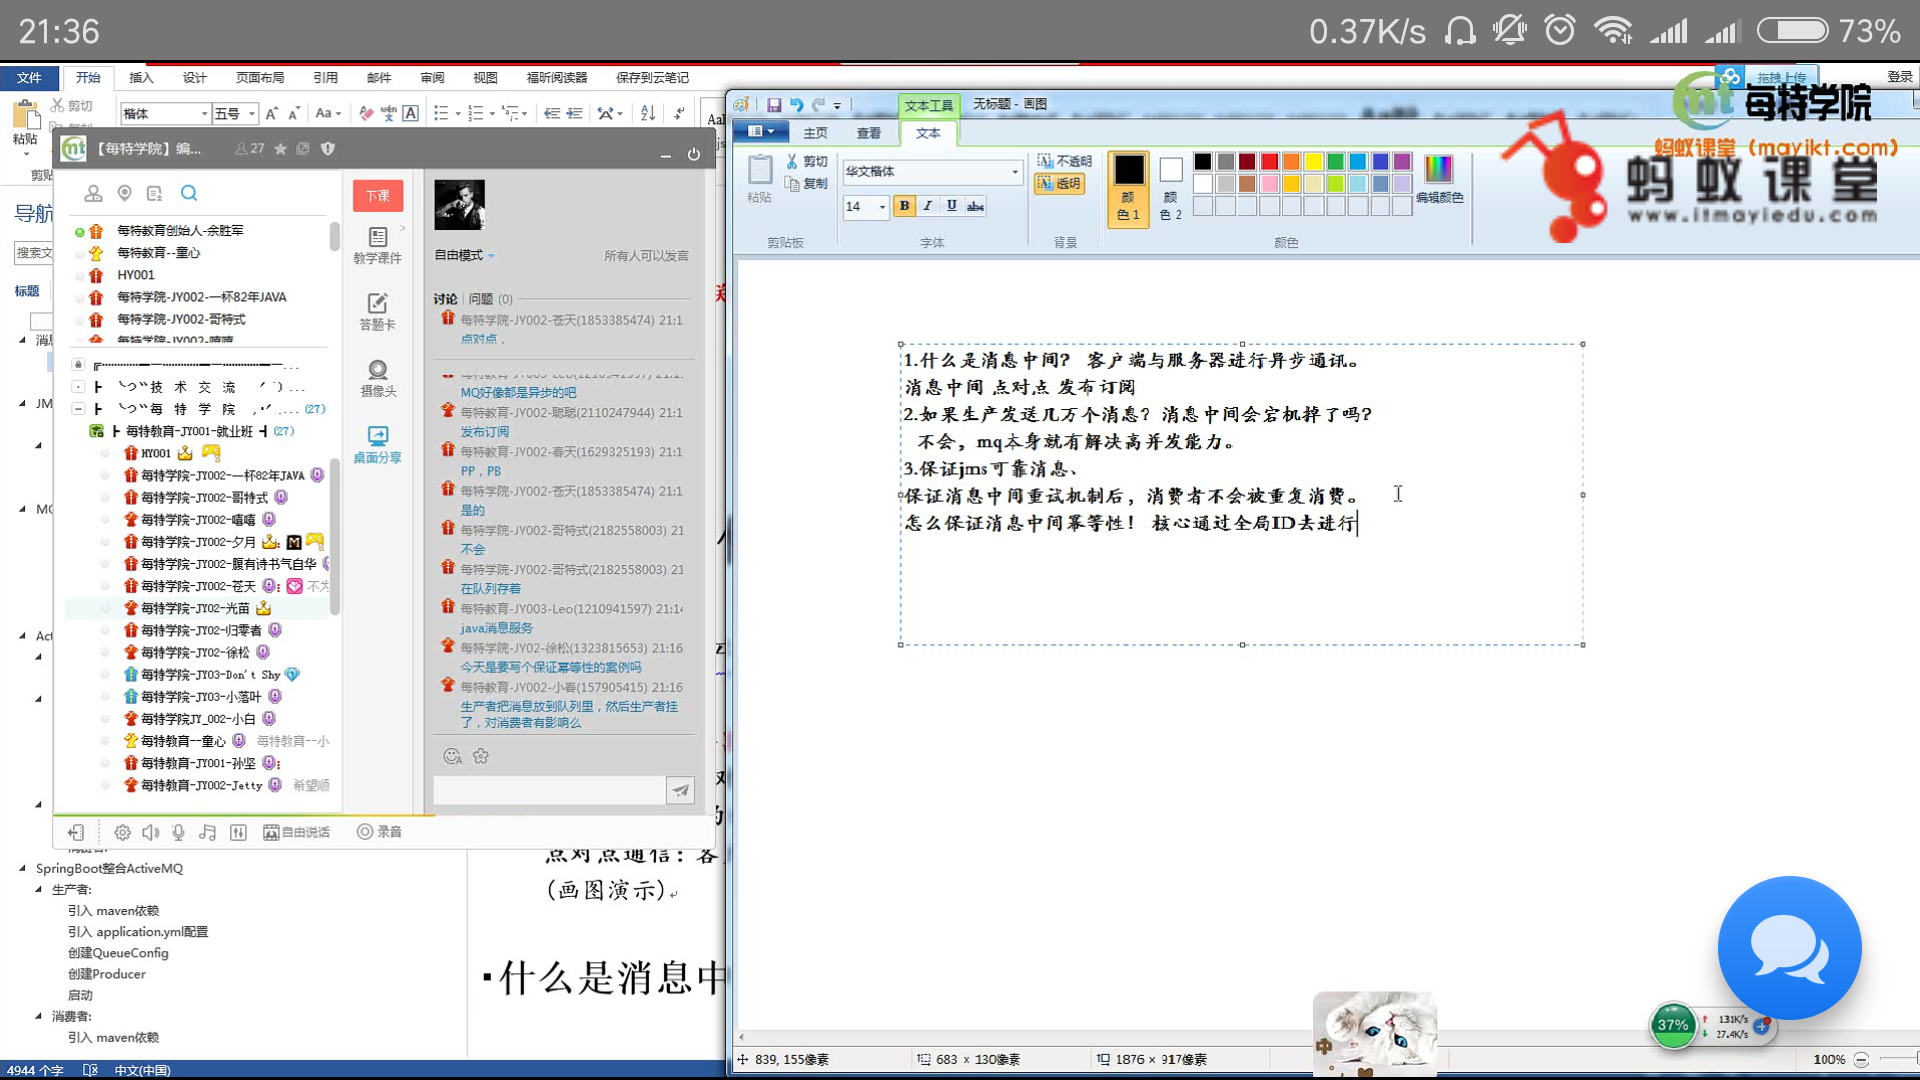 21:36
0.37K/s
73%
文件 开始 插入 设计 页面布局 引用 邮件 审阅 视图 福昕阅读器 保存到云笔记
登录
拖拽上传
每特学院
蚂蚁课堂（mayikt.com）
蚂蚁课堂
www.itmayiedu.com
剪切
楷体 五号
粘贴
导航
标题
【每特学院】编... 27
下课
教学课件
答题卡
摄像头
桌面分享
每特教育创始人-余胜军
每特教育--童心
HY001
每特学院-JY002-一杯82年JAVA
每特学院-JY002-哥特式
每特学院-JY002-嘻嘻
技 术 交 流
每 特 学 院 (27)
每特教育-JY001-就业班 (27)
HY001
每特学院-JY002-一杯82年JAVA
每特学院-JY002-哥特式
每特学院-JY002-嘻嘻
每特学院-JY002-夕月
每特学院-JY002-腹有诗书气自华
每特学院-JY002-苍天 不为
每特学院-JY02-光苗
每特学院-JY02-归零者
每特学院-JY02-徐松
每特学院-JY03-Don't Shy
每特学院-JY03-小落叶
每特学院JY_002-小白
每特教育--童心 每特教育--小
每特教育-JY001-孙坚
每特教育-JY002-Jetty 希望顺
自由说话 录音
自由模式 所有人可以发言
讨论 | 问题 (0)
每特学院-JY002-苍天(1853385474) 21:1
点对点，
MQ好像都是异步的吧
每特学院-JY002-聪聪(2110247944) 21:1
发布订阅
每特学院-JY002-春天(1629325193) 21:1
PP，PB
每特学院-JY002-苍天(1853385474) 21:1
是的
每特学院-JY002-哥特式(2182558003) 21
不会
每特学院-JY002-哥特式(2182558003) 21
在队列存着
每特教育-JY003-Leo(1210941597) 21:14
java消息服务
每特学院-JY02-徐松(1323815653) 21:16
今天是要写个保证幂等性的案例吗
每特教育-JY002-小春(157905415) 21:16
生产者把消息放到队列里，然后生产者挂
了，对消费者有影响么
SpringBoot整合ActiveMQ
生产者:
引入 maven依赖
引入 application.yml配置
创建QueueConfig
创建Producer
启动
消费者:
引入 maven依赖
点对点通信：客
（画图演示）
什么是消息中
4944 个字 中文(中国)
文本工具 无标题 - 画图
主页 查看 文本
粘贴 剪切 复制
剪贴板
华文楷体
14 B I U abc
字体
不透明
透明
背景
颜色 1
颜色 2
编辑颜色
颜色
1.什么是消息中间？ 客户端与服务器进行异步通讯。
消息中间 点对点 发布订阅
2.如果生产发送几万个消息？消息中间会宕机掉了吗？
不会，mq本身就有解决高并发能力。
3.保证jms可靠消息、
保证消息中间重试机制后，消费者不会被重复消费。
怎么保证消息中间幂等性！ 核心通过全局ID去进行
37% 131K/s
27.4K/s
839, 155像素 683 × 130像素 1876 × 917像素 100%